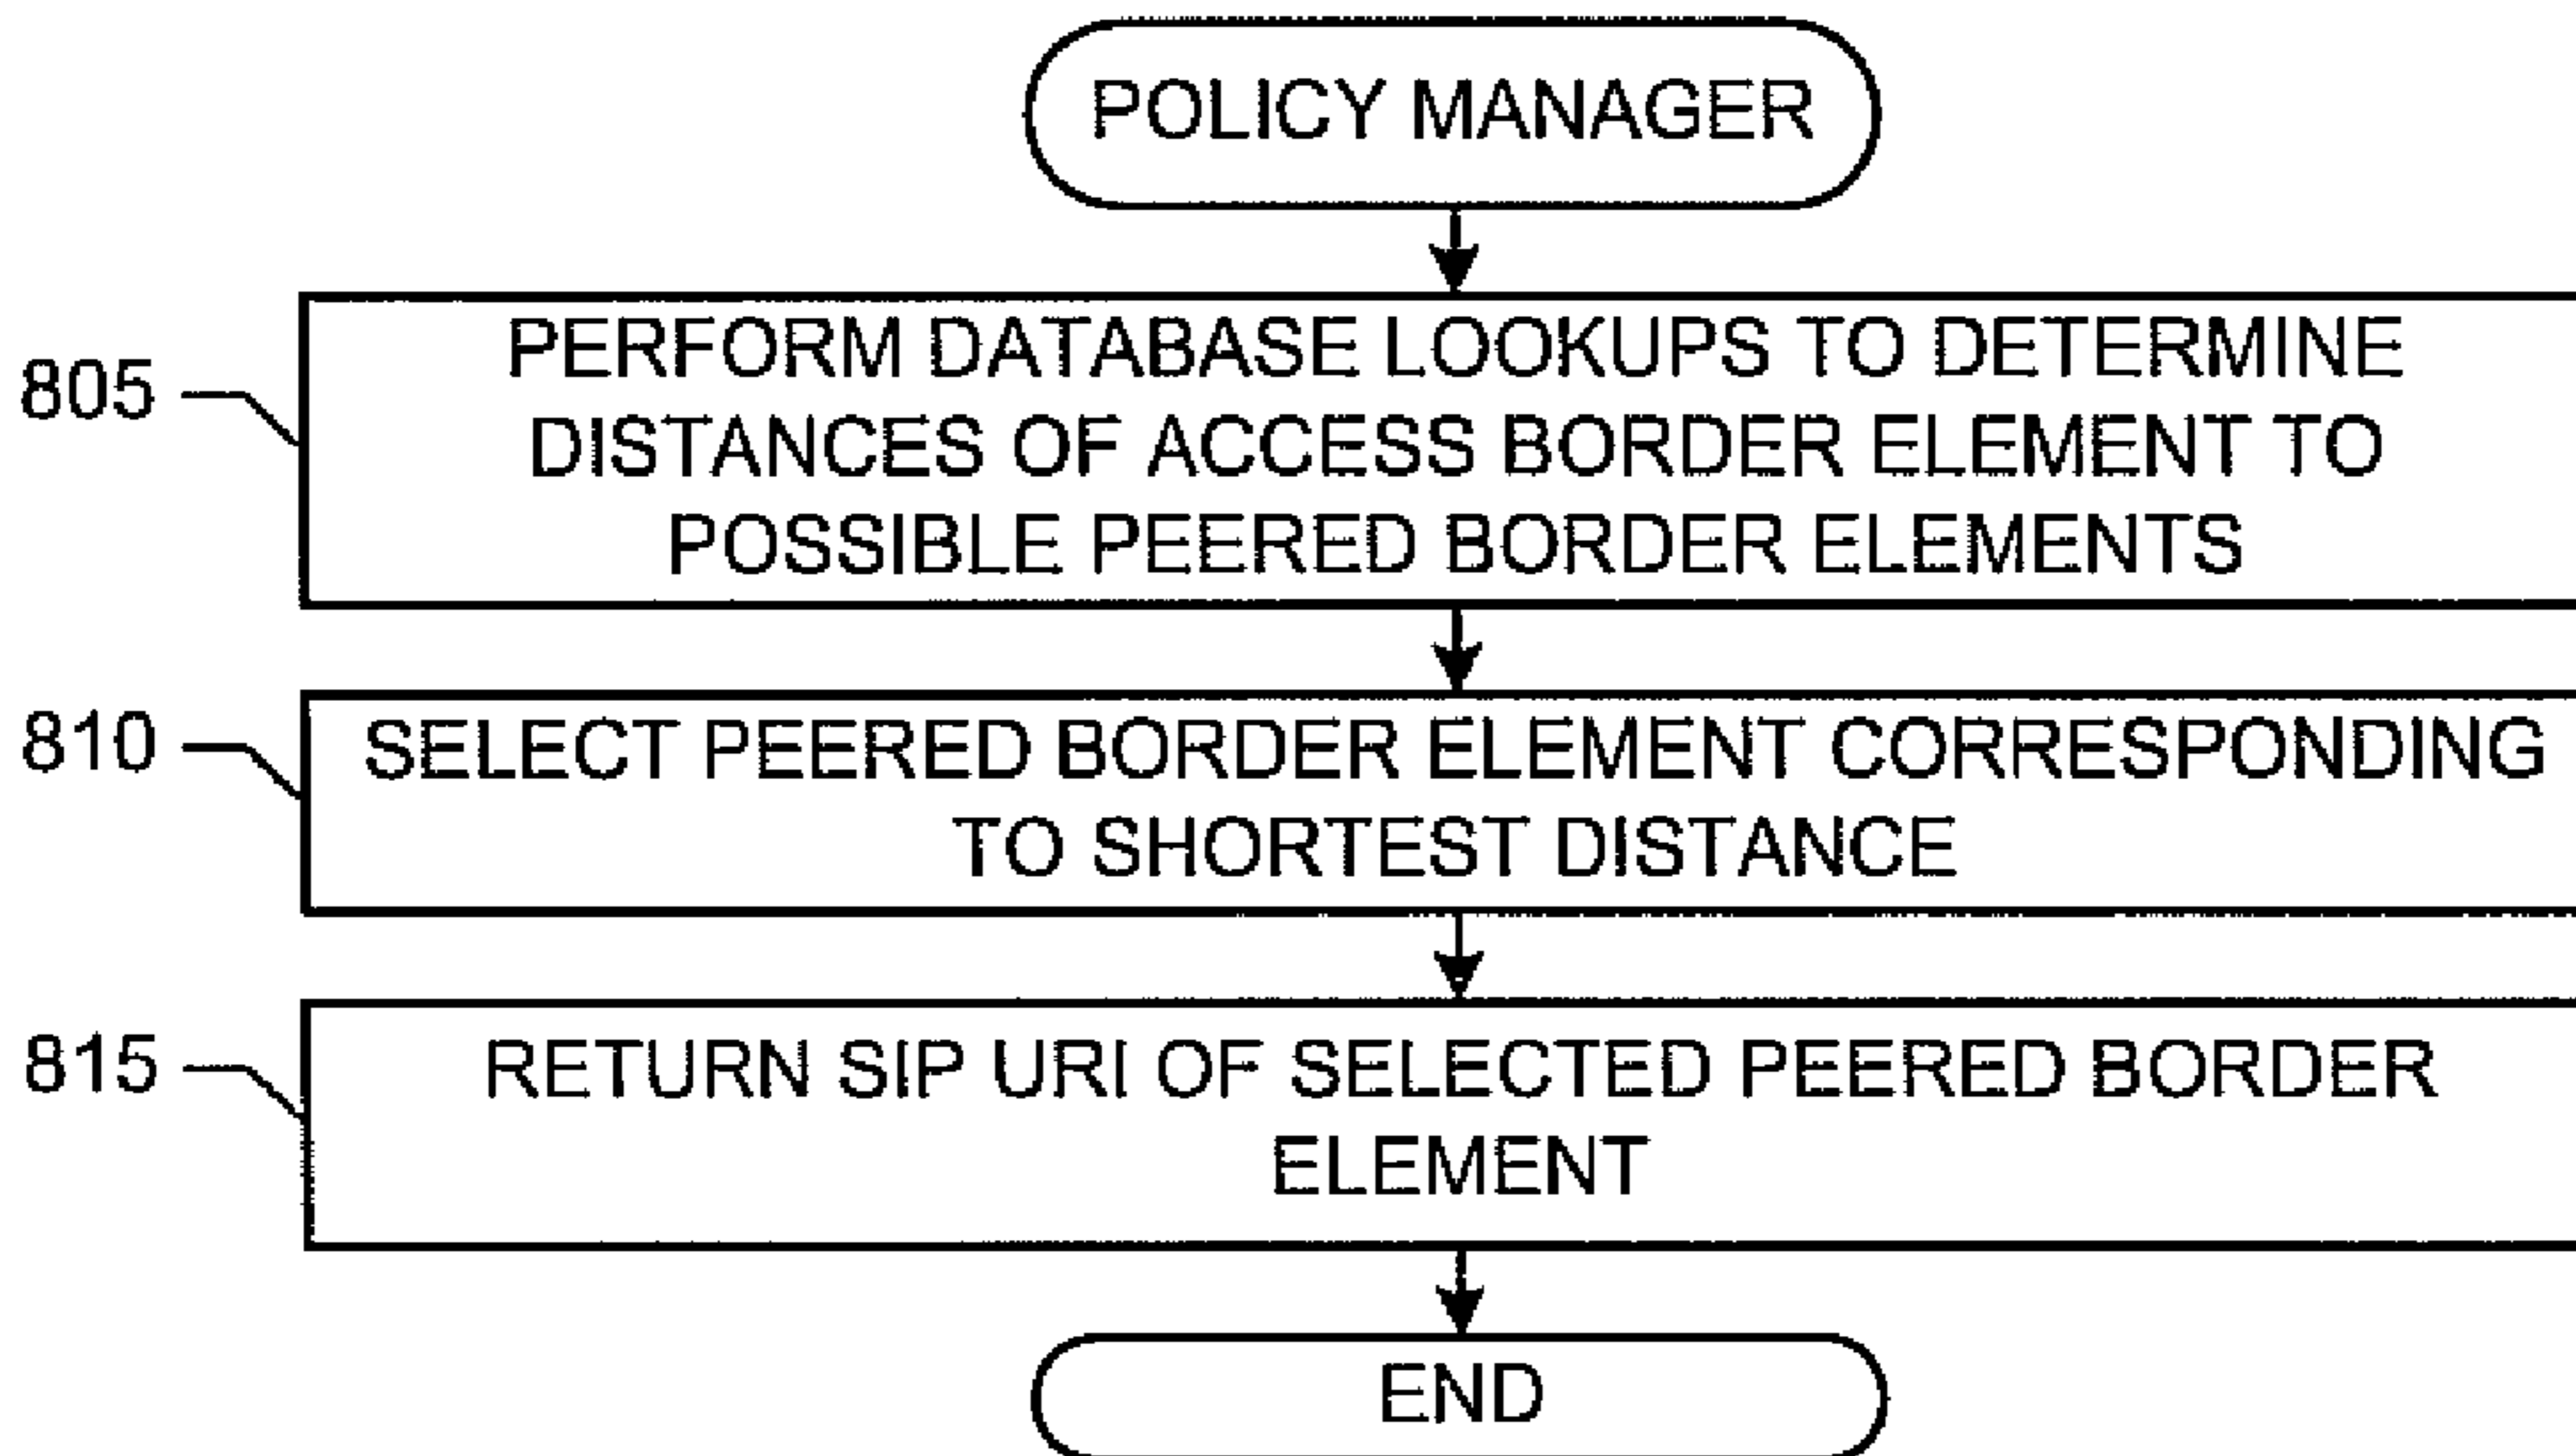 POLICY MANAGER
805
PERFORM DATABASE LOOKUPS TO DETERMINE
DISTANCES OF ACCESS BORDER ELEMENT TO
POSSIBLE PEERED BORDER ELEMENTS
810
SELECT PEERED BORDER ELEMENT CORRESPONDING
TO SHORTEST DISTANCE
815
RETURN SIP URI OF SELECTED PEERED BORDER
ELEMENT
END